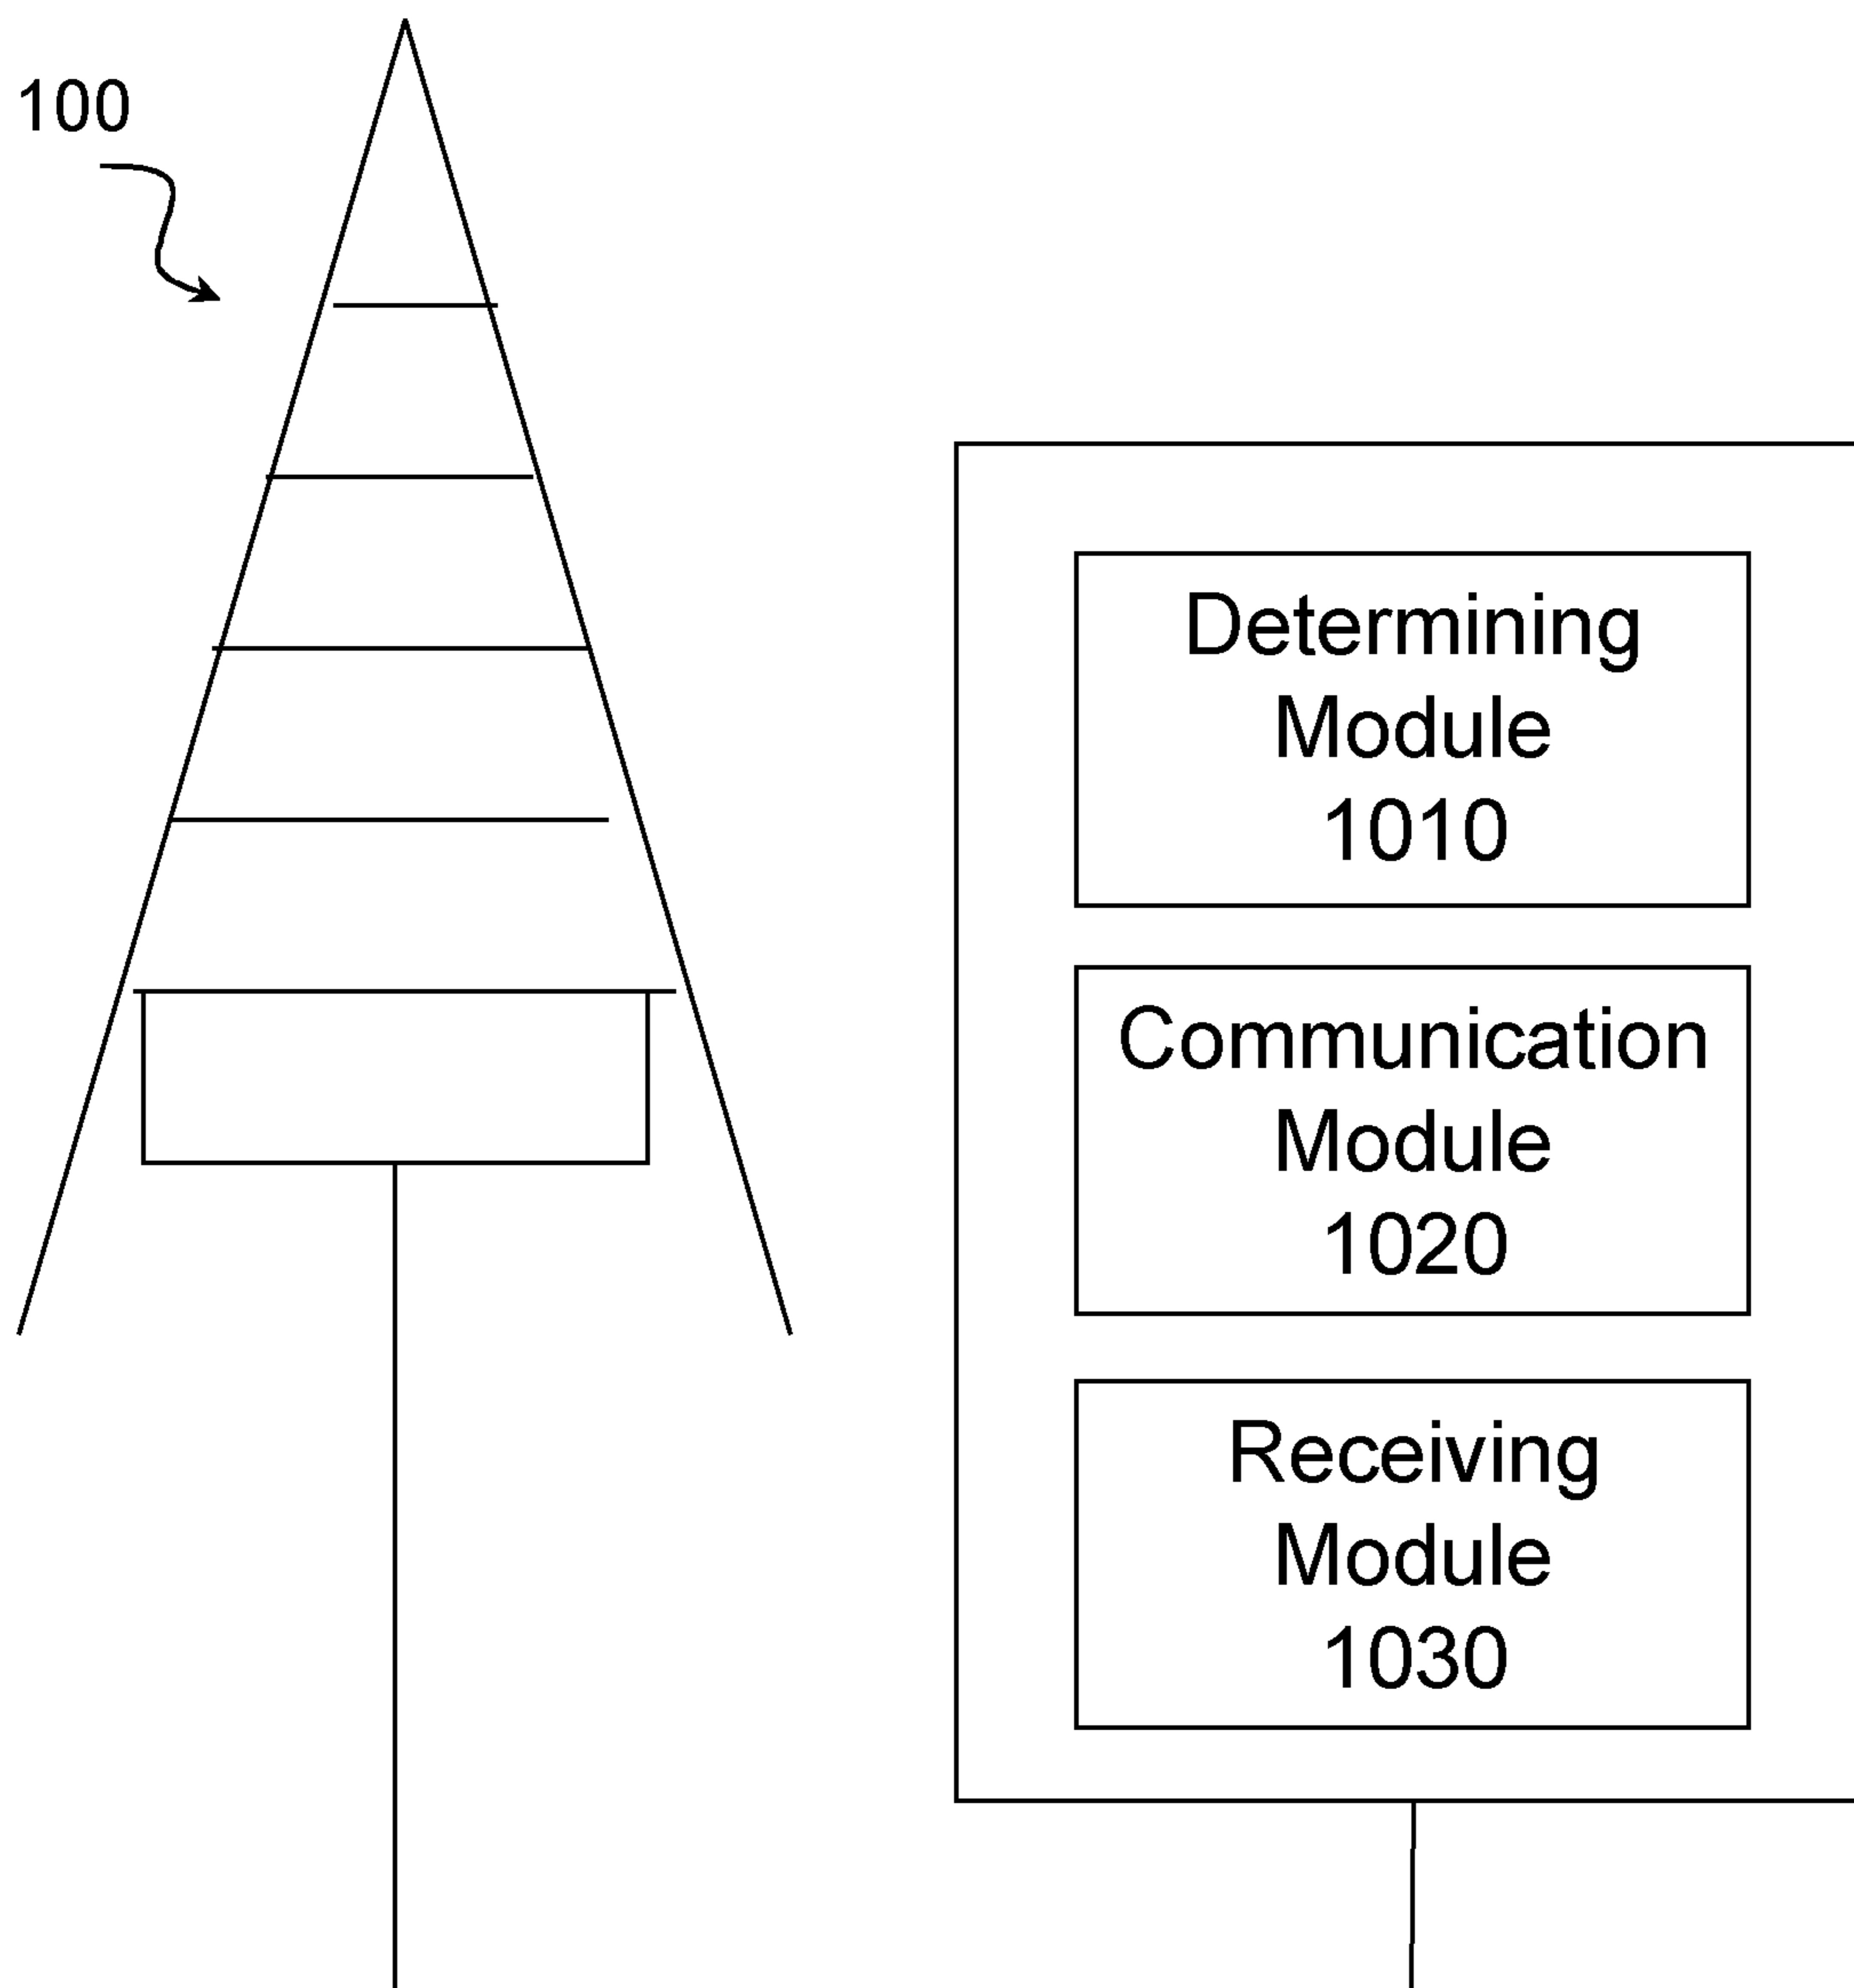 100
Determining
Module
1010
Communication
Module
1020
Receiving
Module
1030